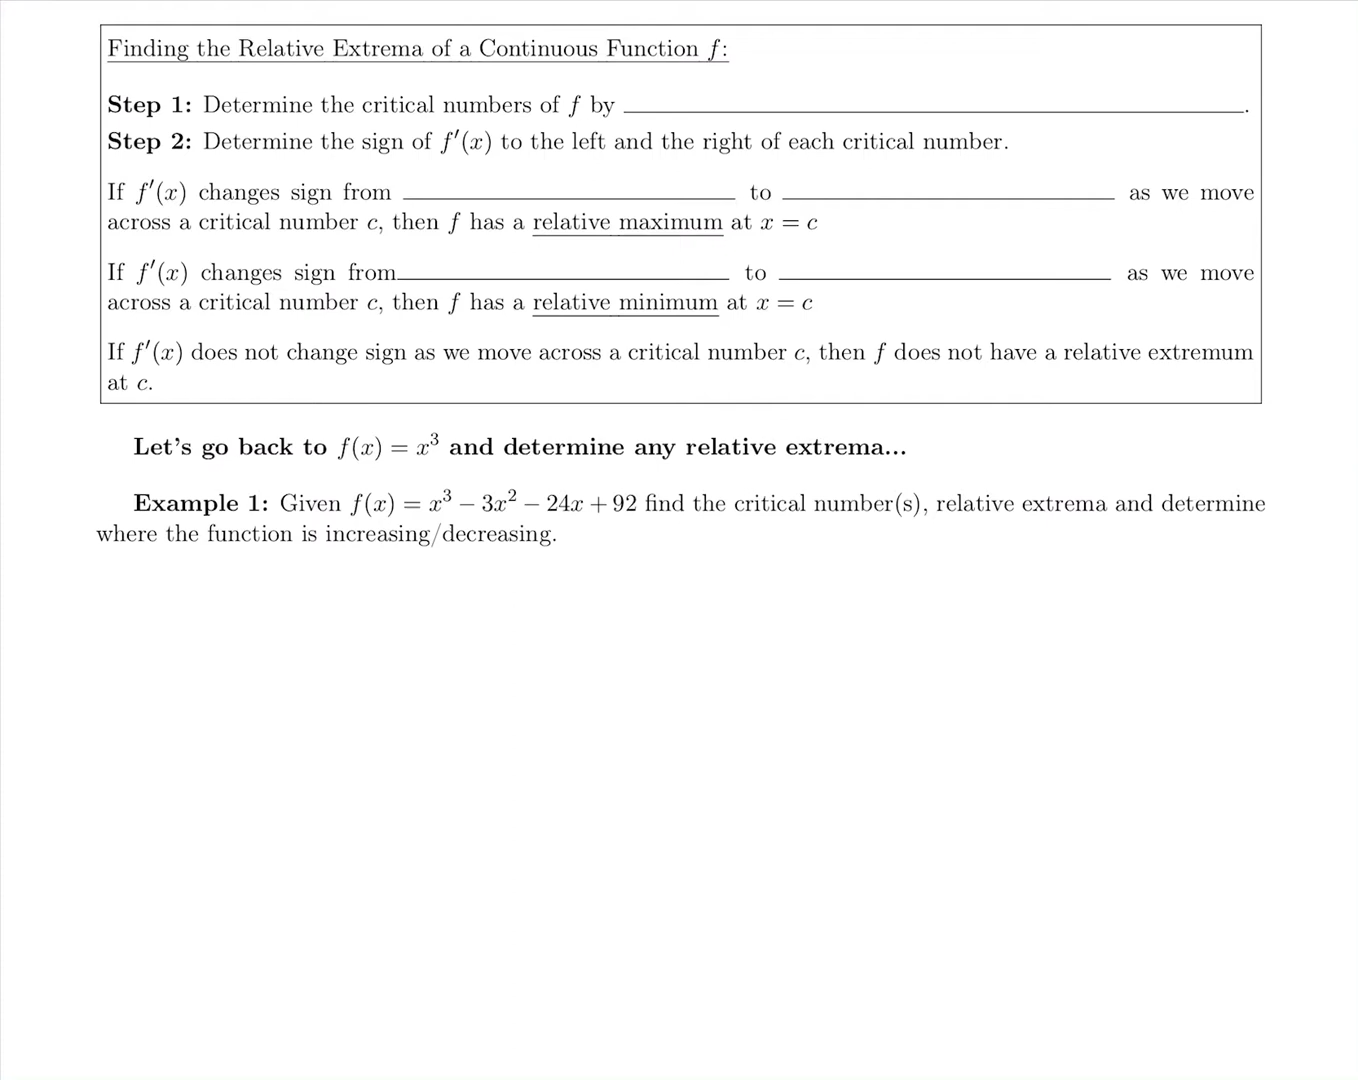 Finding the Relative Extrema of a Continuous Function f:
Step 1: Determine the critical numbers of f by ______________________________.
Step 2: Determine the sign of f′(x) to the left and the right of each critical number.
If f′(x) changes sign from ________________ to ________________ as we move
across a critical number c, then f has a relative maximum at x = c
If f′(x) changes sign from________________ to ________________ as we move
across a critical number c, then f has a relative minimum at x = c
If f′(x) does not change sign as we move across a critical number c, then f does not have a relative extremum
at c.
Let's go back to f(x) = x³ and determine any relative extrema...
Example 1: Given f(x) = x³ − 3x² − 24x + 92 find the critical number(s), relative extrema and determine
where the function is increasing/decreasing.